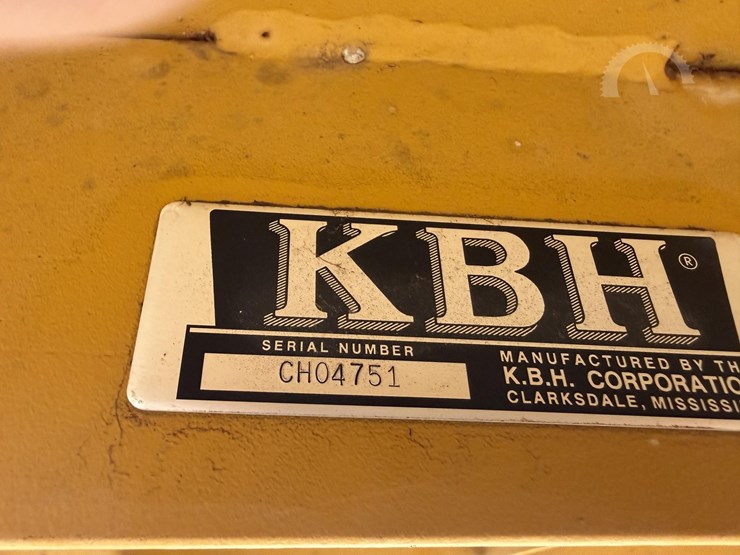 KBH®
SERIAL NUMBER
CH04751
MANUFACTURED BY TH
K.B.H. CORPORATIO
CLARKSDALE, MISSISSI